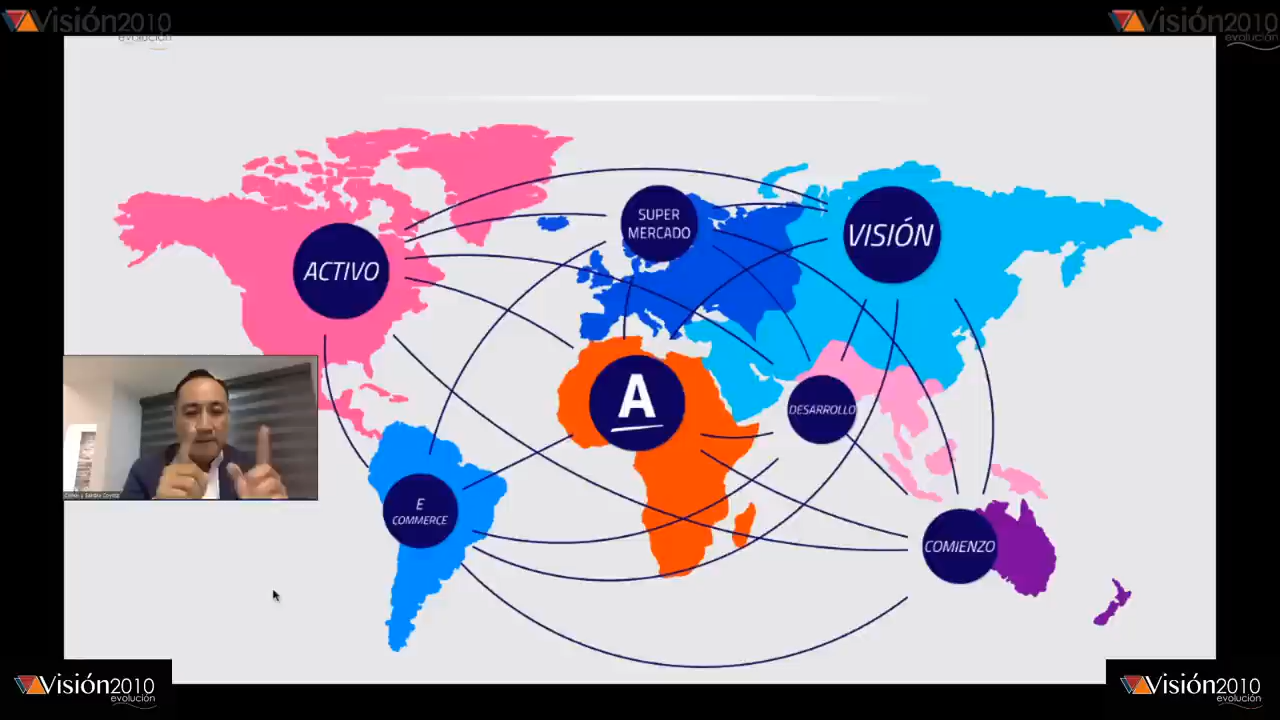 Visión2010
evolución
Visión2010
evolución
SUPER
MERCADO
VISIÓN
ACTIVO
A
DESARROLLO
E
COMMERCE
COMIENZO
Visión2010
evolución
Visión2010
evolución